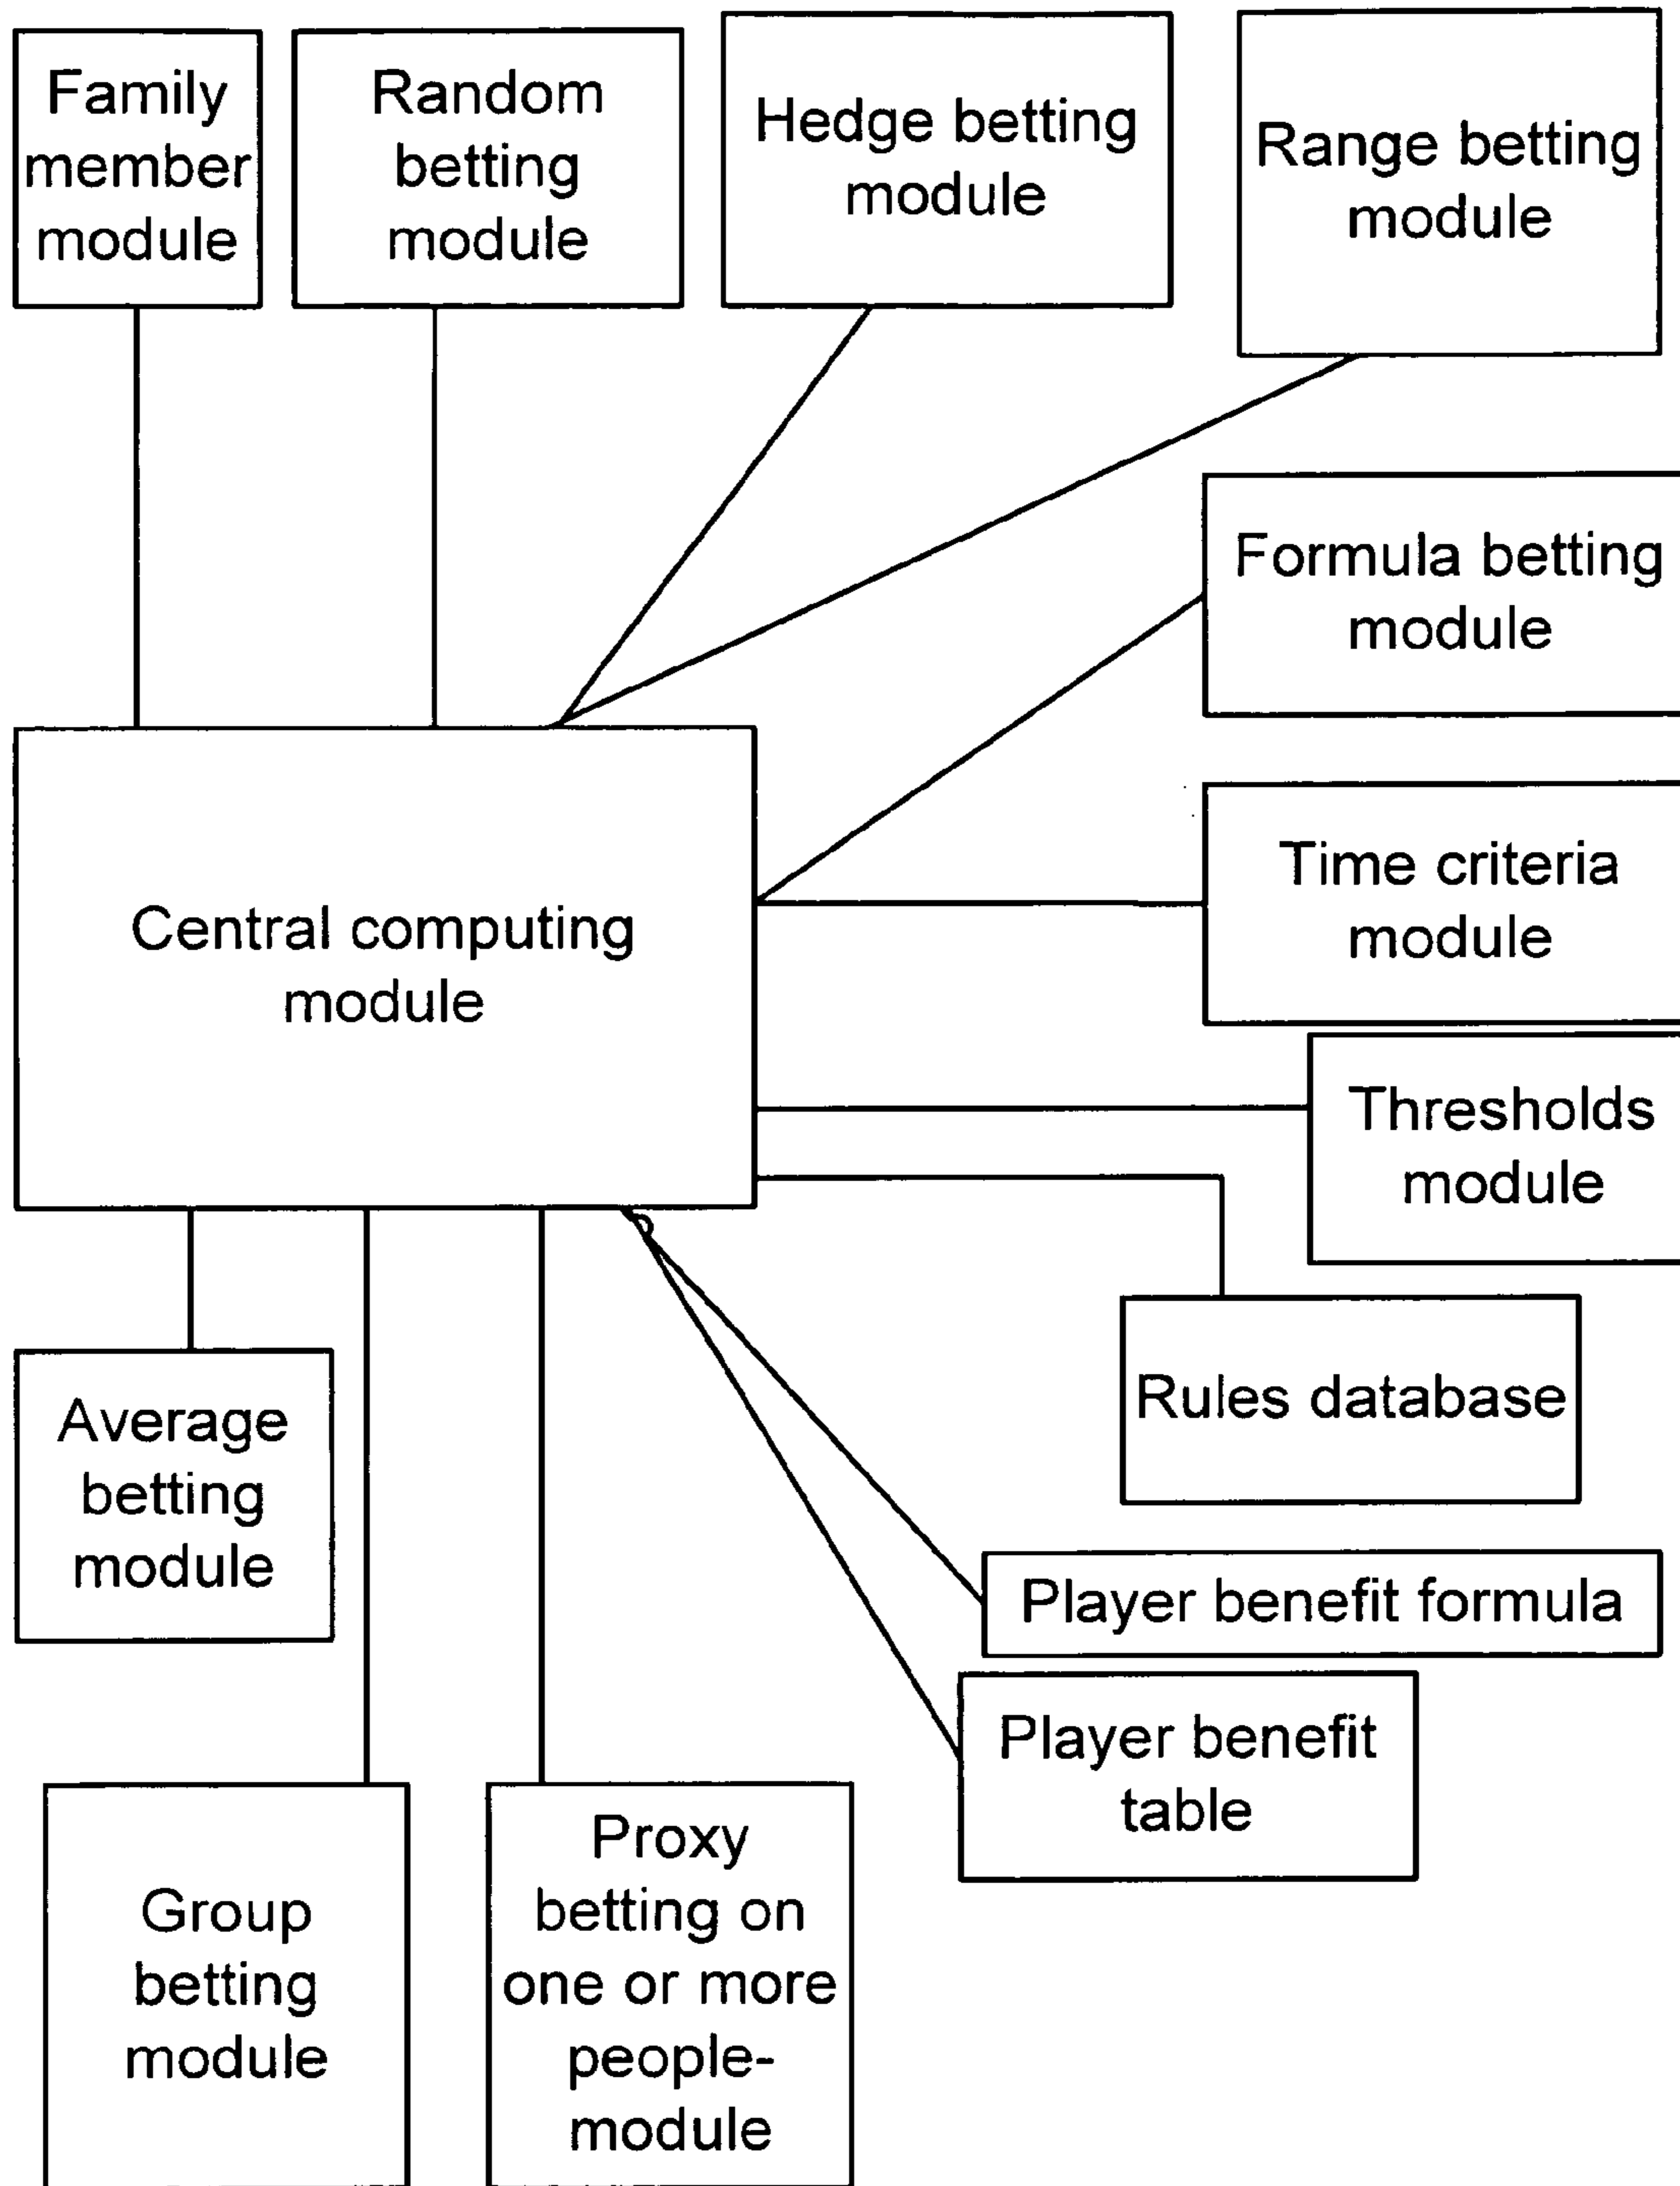 Family
member
module
Random
betting
module
Hedge betting
module
Range betting
module
Formula betting
module
Time criteria
module
Central computing
module
Thresholds
module
Rules database
Average
betting
module
Player benefit formula
Player benefit
table
Group
betting
module
Proxy
betting on
one or more
people-
module